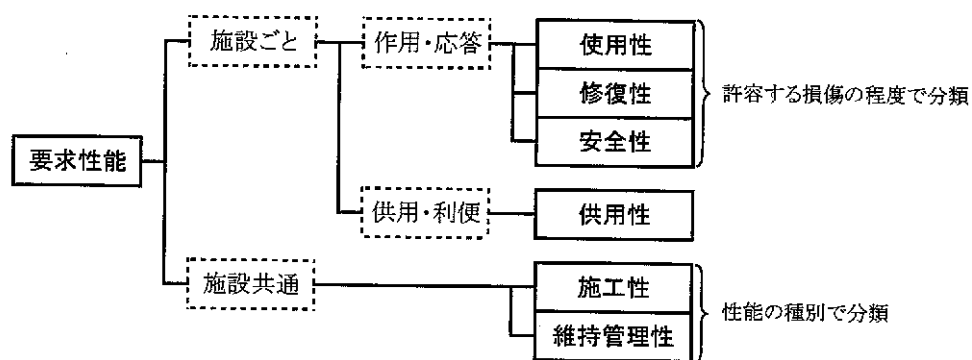 施設ごと
作用・応答
使用性
修復性
安全性
許容する損傷の程度で分類
要求性能
供用・利便
供用性
施設共通
施工性
維持管理性
性能の種別で分類